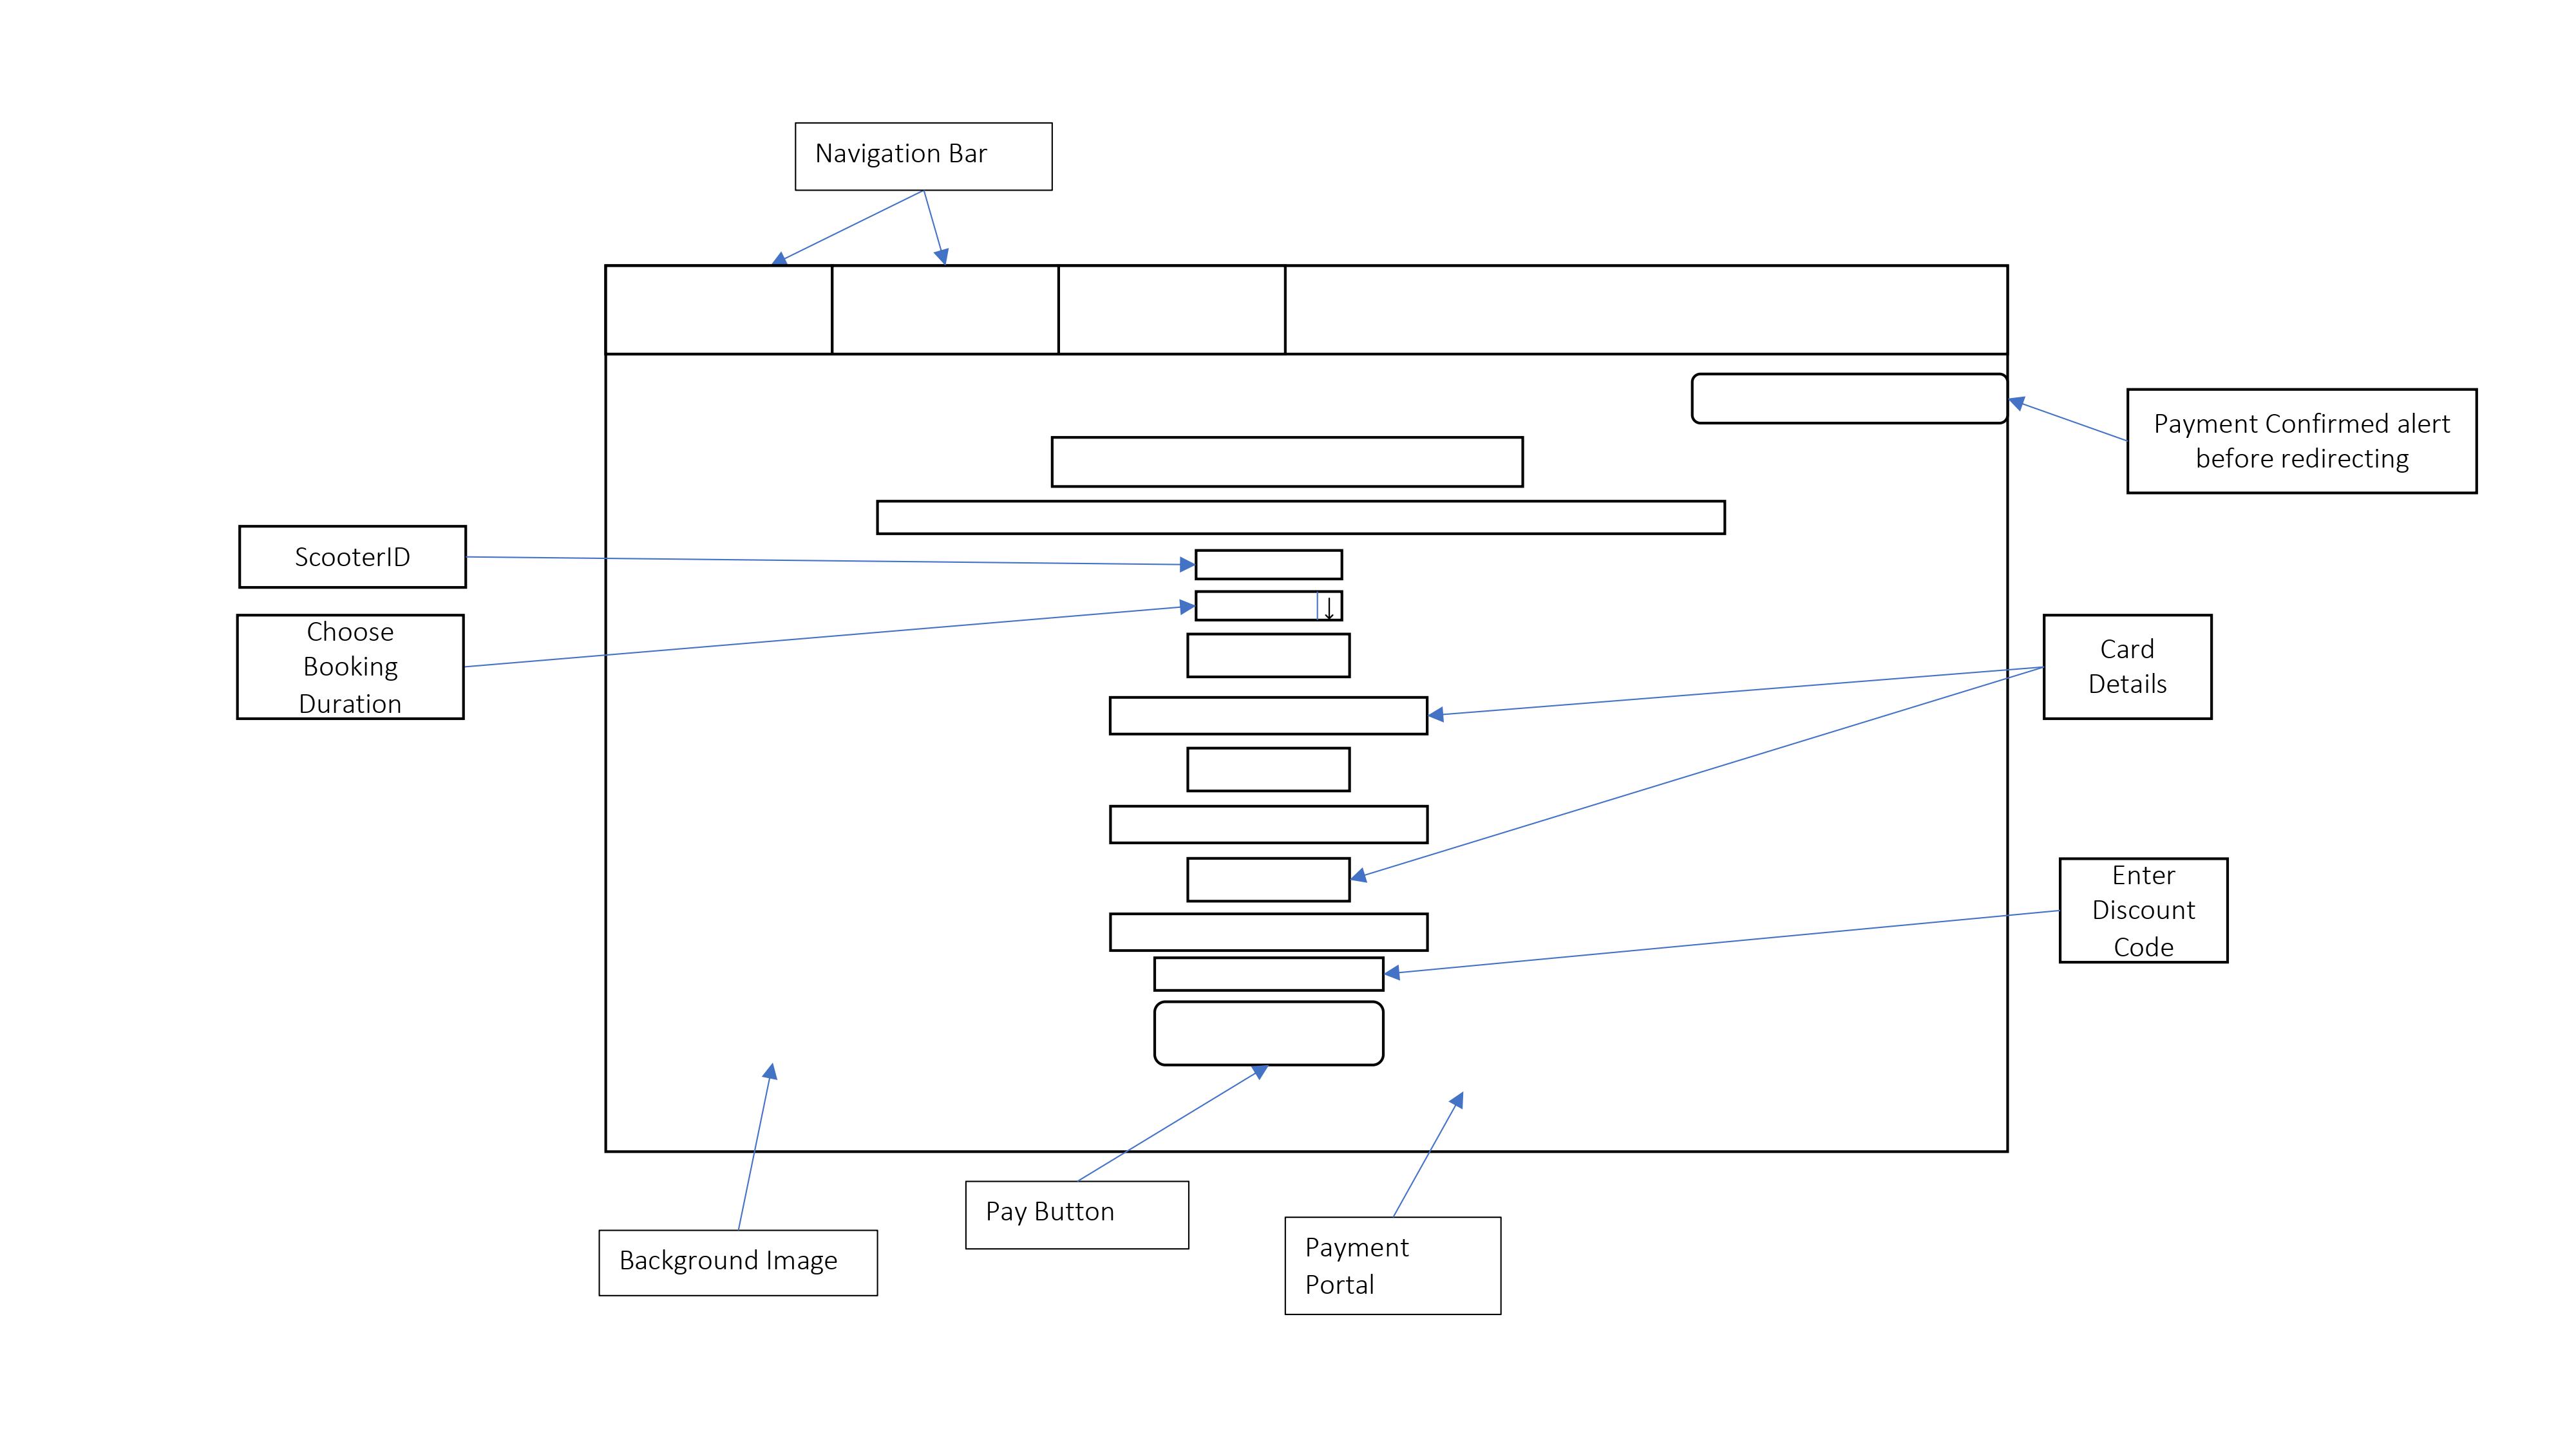 Navigation Bar
Payment Confirmed alert
before redirecting
ScooterID
Choose
Booking
Duration
Card
Details
Enter
Discount
Code
Pay Button
Background Image
Payment
Portal